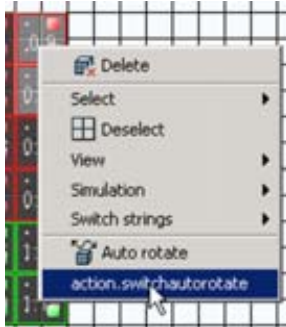 Delete
Select
Deselect
View
Simulation
Switch strings
Auto rotate
action.switchautorotate